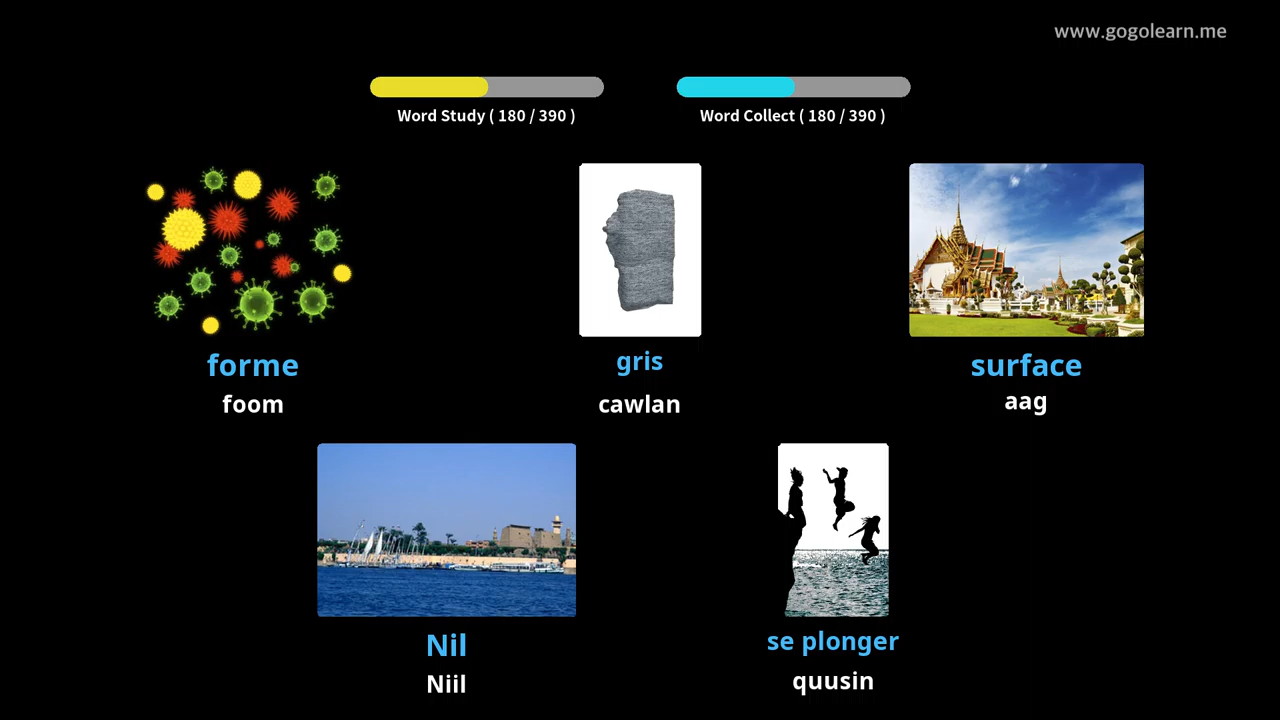 www.gogolearn.me
Word Study ( 180 / 390 )
Word Collect ( 180 / 390 )
forme
foom
gris
cawlan
surface
aag
Nil
Niil
se plonger
quusin